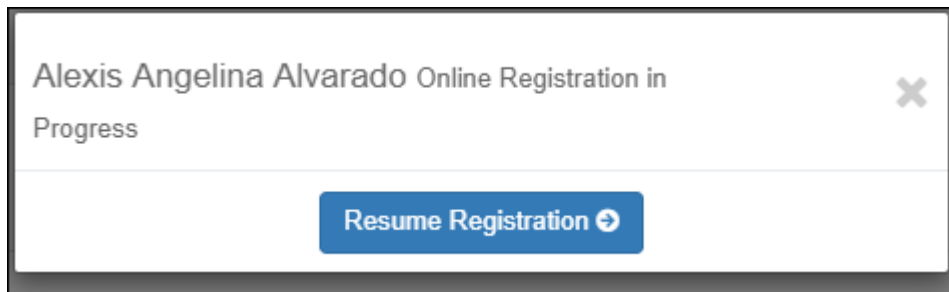 Alexis Angelina Alvarado Online Registration in
Progress
Resume Registration